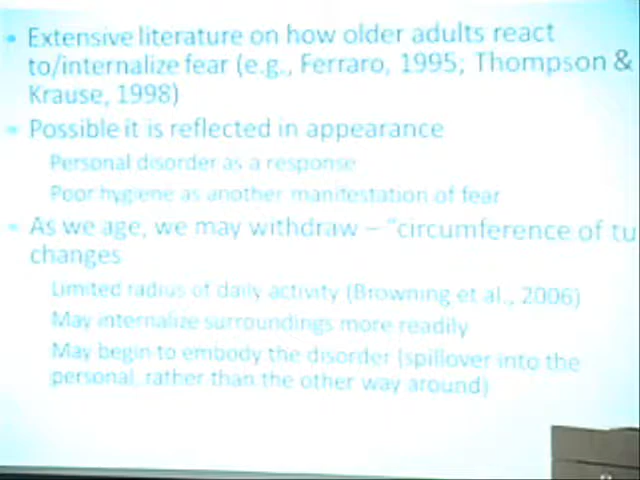 • Extensive literature on how older adults react
to/internalize fear (e.g., Ferraro, 1995; Thompson &
Krause, 1998)
• Possible it is reflected in appearance
Personal disorder as a response
Poor hygiene as another manifestation of fear
• As we age, we may withdraw – "circumference of tu
changes
Limited radius of daily activity (Browning et al., 2006)
May internalize surroundings more readily
May begin to embody the disorder (spillover into the
personal, rather than the other way around)